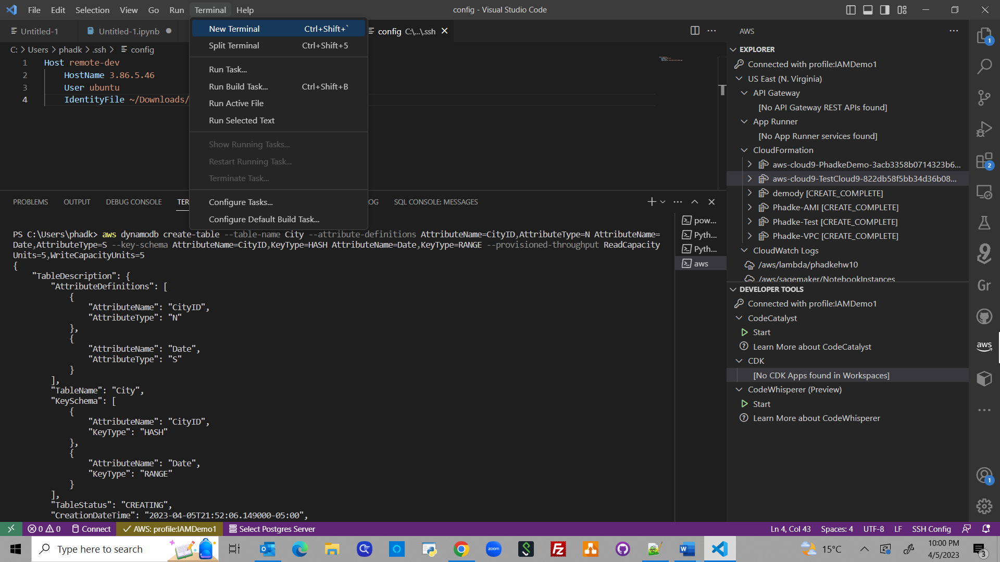 File Edit Selection View Go Run Terminal Help
config - Visual Studio Code
Untitled-1
Untitled-1.ipynb
config C:\...\.ssh
C: > Users > phadk > .ssh > config
1 Host remote-dev
2 HostName 3.86.5.46
3 User ubuntu
4 IdentityFile ~/Downloads/
New Terminal Ctrl+Shift+`
Split Terminal Ctrl+Shift+5
Run Task...
Run Build Task... Ctrl+Shift+B
Run Active File
Run Selected Text
Show Running Tasks...
Restart Running Task...
Terminate Task...
Configure Tasks...
Configure Default Build Task...
PROBLEMS OUTPUT DEBUG CONSOLE TER OG SQL CONSOLE: MESSAGES
PS C:\Users\phadk> aws dynamodb create-table --table-name City --attribute-definitions AttributeName=CityID,AttributeType=N AttributeName=
Date,AttributeType=S --key-schema AttributeName=CityID,KeyType=HASH AttributeName=Date,KeyType=RANGE --provisioned-throughput ReadCapacity
Units=5,WriteCapacityUnits=5
{
"TableDescription": {
"AttributeDefinitions": [
{
"AttributeName": "CityID",
"AttributeType": "N"
},
{
"AttributeName": "Date",
"AttributeType": "S"
}
],
"TableName": "City",
"KeySchema": [
{
"AttributeName": "CityID",
"KeyType": "HASH"
},
{
"AttributeName": "Date",
"KeyType": "RANGE"
}
],
"TableStatus": "CREATING",
"CreationDateTime": "2023-04-05T21:52:06.149000-05:00",
pow...
Pyth...
Pyth...
aws
AWS
EXPLORER
Connected with profile:IAMDemo1
US East (N. Virginia)
API Gateway
[No API Gateway REST APIs found]
App Runner
[No App Runner services found]
CloudFormation
aws-cloud9-PhadkeDemo-3acb3358b0714323b6...
aws-cloud9-TestCloud9-822db58f5bb34d36b08...
demody [CREATE_COMPLETE]
Phadke-AMI [CREATE_COMPLETE]
Phadke-Test [CREATE_COMPLETE]
Phadke-VPC [CREATE_COMPLETE]
CloudWatch Logs
/aws/lambda/phadkehw10
/aws/sagemaker/NotebookInstances
DEVELOPER TOOLS
Connected with profile:IAMDemo1
CodeCatalyst
Start
Learn More about CodeCatalyst
CDK
[No CDK Apps found in Workspaces]
CodeWhisperer (Preview)
Start
Learn More about CodeWhisperer
1
2
Gr
aws
1
0 0 Connect AWS: profile:IAMDemo1 Select Postgres Server
Ln 4, Col 43 Spaces: 4 UTF-8 LF SSH Config
Type here to search
zoom
15°C
10:00 PM
4/5/2023
3